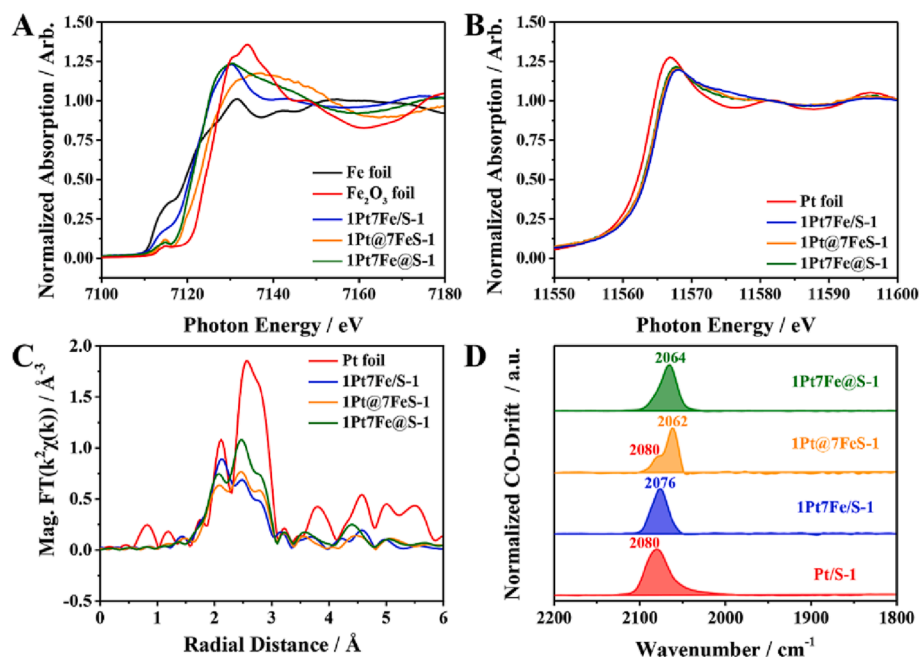 A
Normalized Absorption / Arb.
1.50
1.25
1.00
0.75
0.50
0.25
0.00
7100
7120
7140
7160
7180
Photon Energy / eV
Fe foil
Fe₂O₃ foil
1Pt7Fe/S-1
1Pt@7FeS-1
1Pt7Fe@S-1
B
Normalized Absorption / Arb.
1.50
1.25
1.00
0.75
0.50
0.25
0.00
11550
11560
11570
11580
11590
11600
Photon Energy / eV
Pt foil
1Pt7Fe/S-1
1Pt@7FeS-1
1Pt7Fe@S-1
C
Mag. FT(k²χ(k)) / Å⁻³
2.0
1.5
1.0
0.5
0.0
-0.5
0
1
2
3
4
5
6
Radial Distance / Å
Pt foil
1Pt7Fe/S-1
1Pt@7FeS-1
1Pt7Fe@S-1
D
Normalized CO-Drift / a.u.
2064
1Pt7Fe@S-1
2062
2080
1Pt@7FeS-1
2076
1Pt7Fe/S-1
2080
Pt/S-1
2200
2100
2000
1900
1800
Wavenumber / cm⁻¹